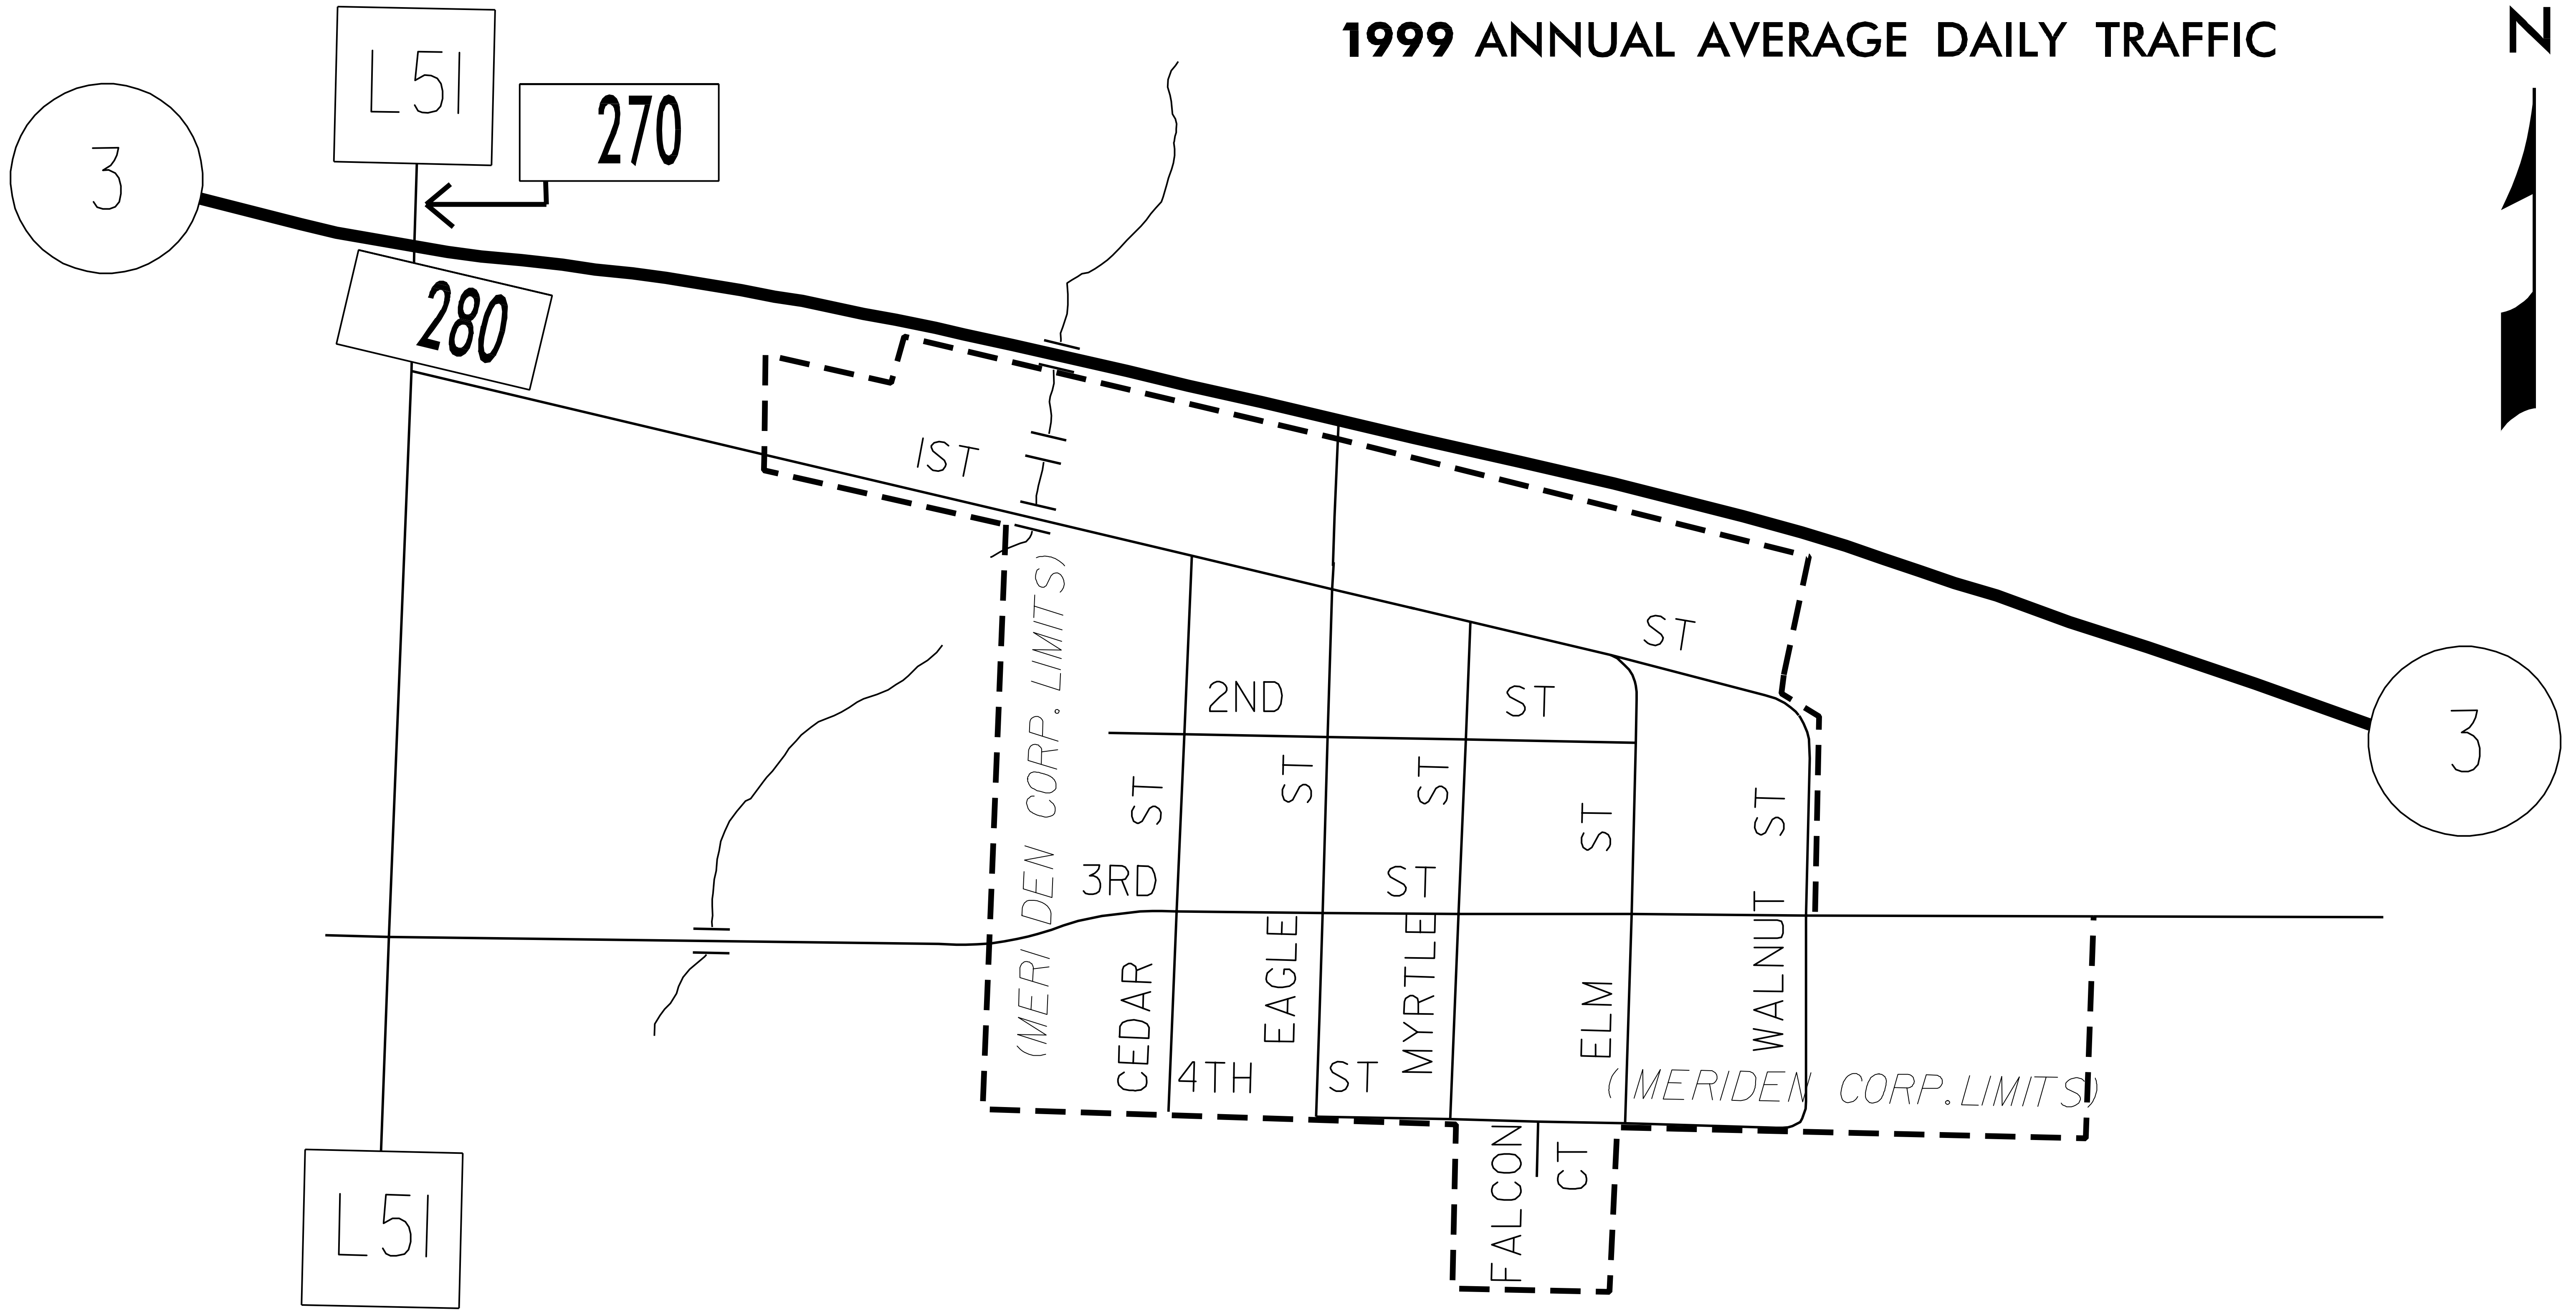 1999 ANNUAL AVERAGE DAILY TRAFFIC
N
L51
270
3
280
1ST
ST
(MERIDEN CORP. LIMITS)
2ND ST
3
3RD ST
CEDAR ST
EAGLE ST
MYRTLE ST
ELM ST
WALNUT ST
4TH ST
(MERIDEN CORP. LIMITS)
FALCON CT
L51